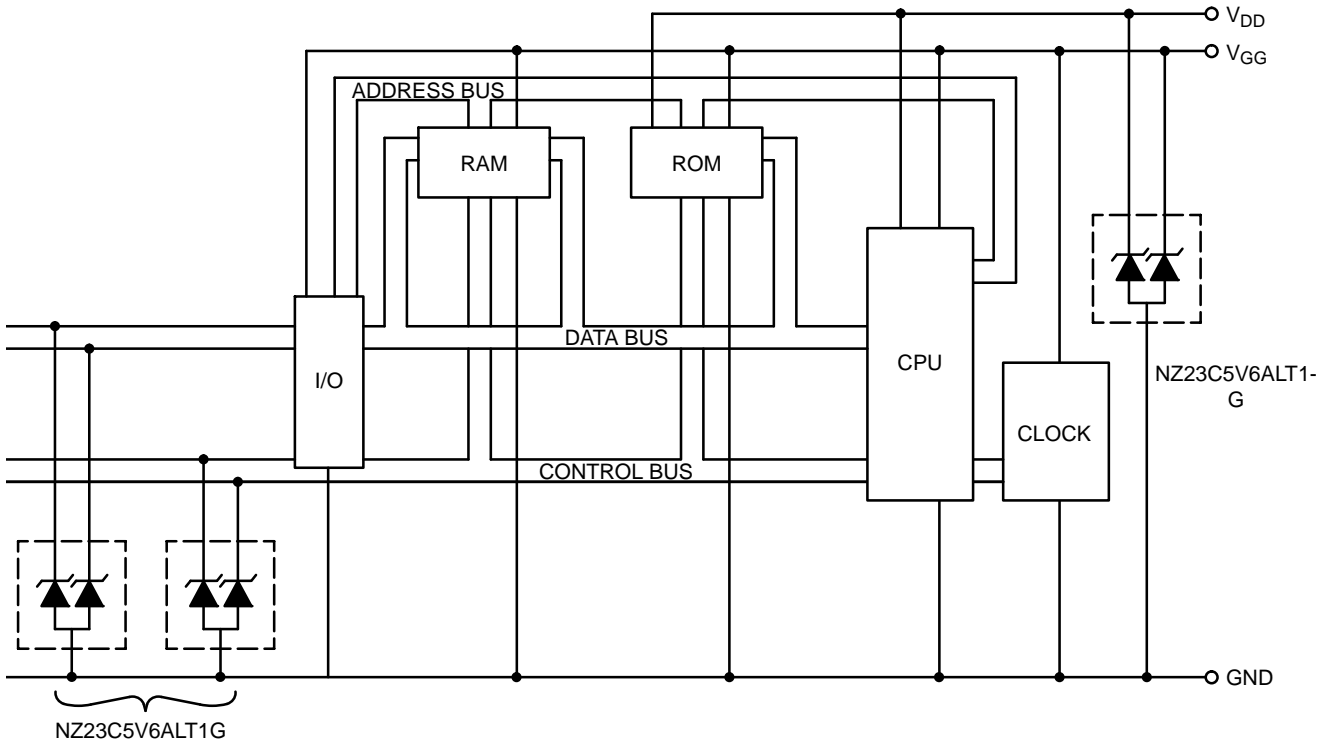 VDD
VGG
ADDRESS BUS
RAM
ROM
DATA BUS
I/O
CPU
NZ23C5V6ALT1-
G
CLOCK
CONTROL BUS
GND
NZ23C5V6ALT1G